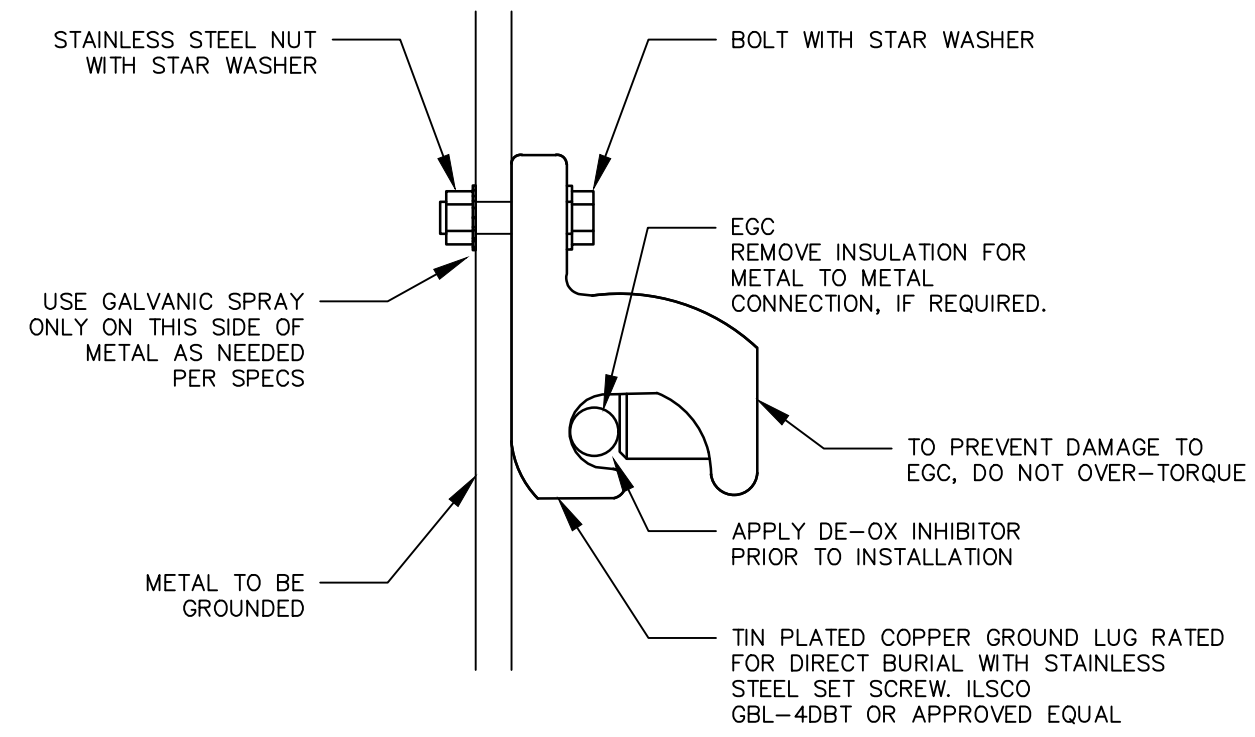 STAINLESS STEEL NUT
WITH STAR WASHER
BOLT WITH STAR WASHER
EGC
REMOVE INSULATION FOR
METAL TO METAL
CONNECTION, IF REQUIRED.
USE GALVANIC SPRAY
ONLY ON THIS SIDE OF
METAL AS NEEDED
PER SPECS
TO PREVENT DAMAGE TO
EGC, DO NOT OVER-TORQUE
APPLY DE-OX INHIBITOR
PRIOR TO INSTALLATION
METAL TO BE
GROUNDED
TIN PLATED COPPER GROUND LUG RATED
FOR DIRECT BURIAL WITH STAINLESS
STEEL SET SCREW. ILSCO
GBL-4DBT OR APPROVED EQUAL